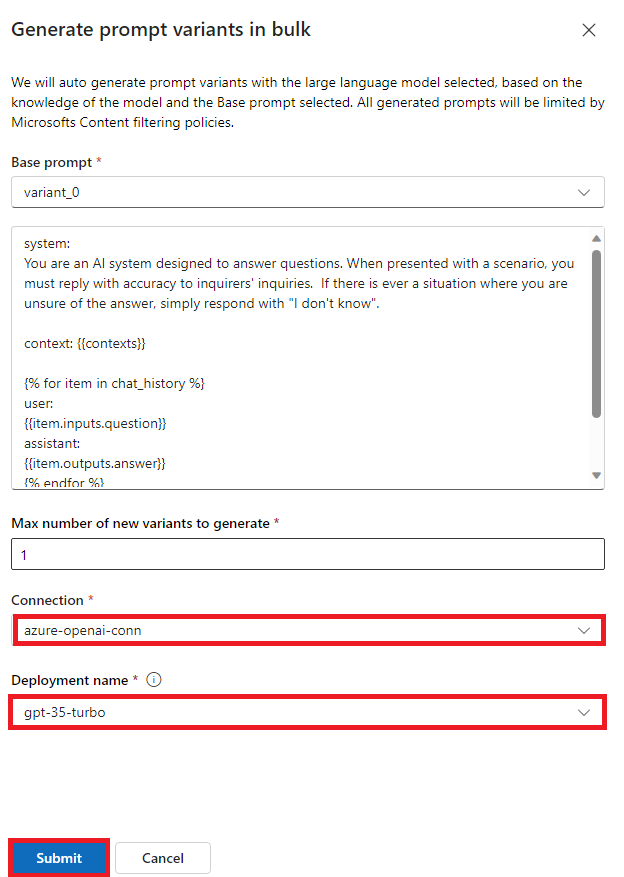 Generate prompt variants in bulk
We will auto generate prompt variants with the large language model selected, based on the
knowledge of the model and the Base prompt selected. All generated prompts will be limited by
Microsofts Content filtering policies.
Base prompt *
variant_0
system:
You are an AI system designed to answer questions. When presented with a scenario, you
must reply with accuracy to inquirers' inquiries.  If there is ever a situation where you are
unsure of the answer, simply respond with "I don't know".
context: {{contexts}}
{% for item in chat_history %}
user:
{{item.inputs.question}}
assistant:
{{item.outputs.answer}}
{% endfor %}
Max number of new variants to generate *
1
Connection *
azure-openai-conn
Deployment name *
gpt-35-turbo
Submit
Cancel